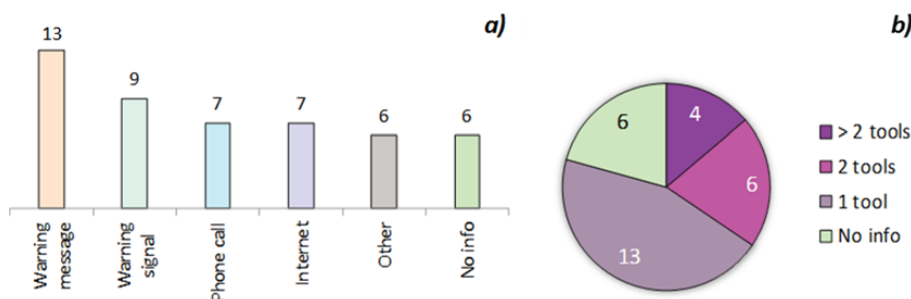 13
a)
b)
9
7
7
6
6
Warning
message
Warning
signal
Phone call
Internet
Other
No info
4
6
13
6
> 2 tools
2 tools
1 tool
No info